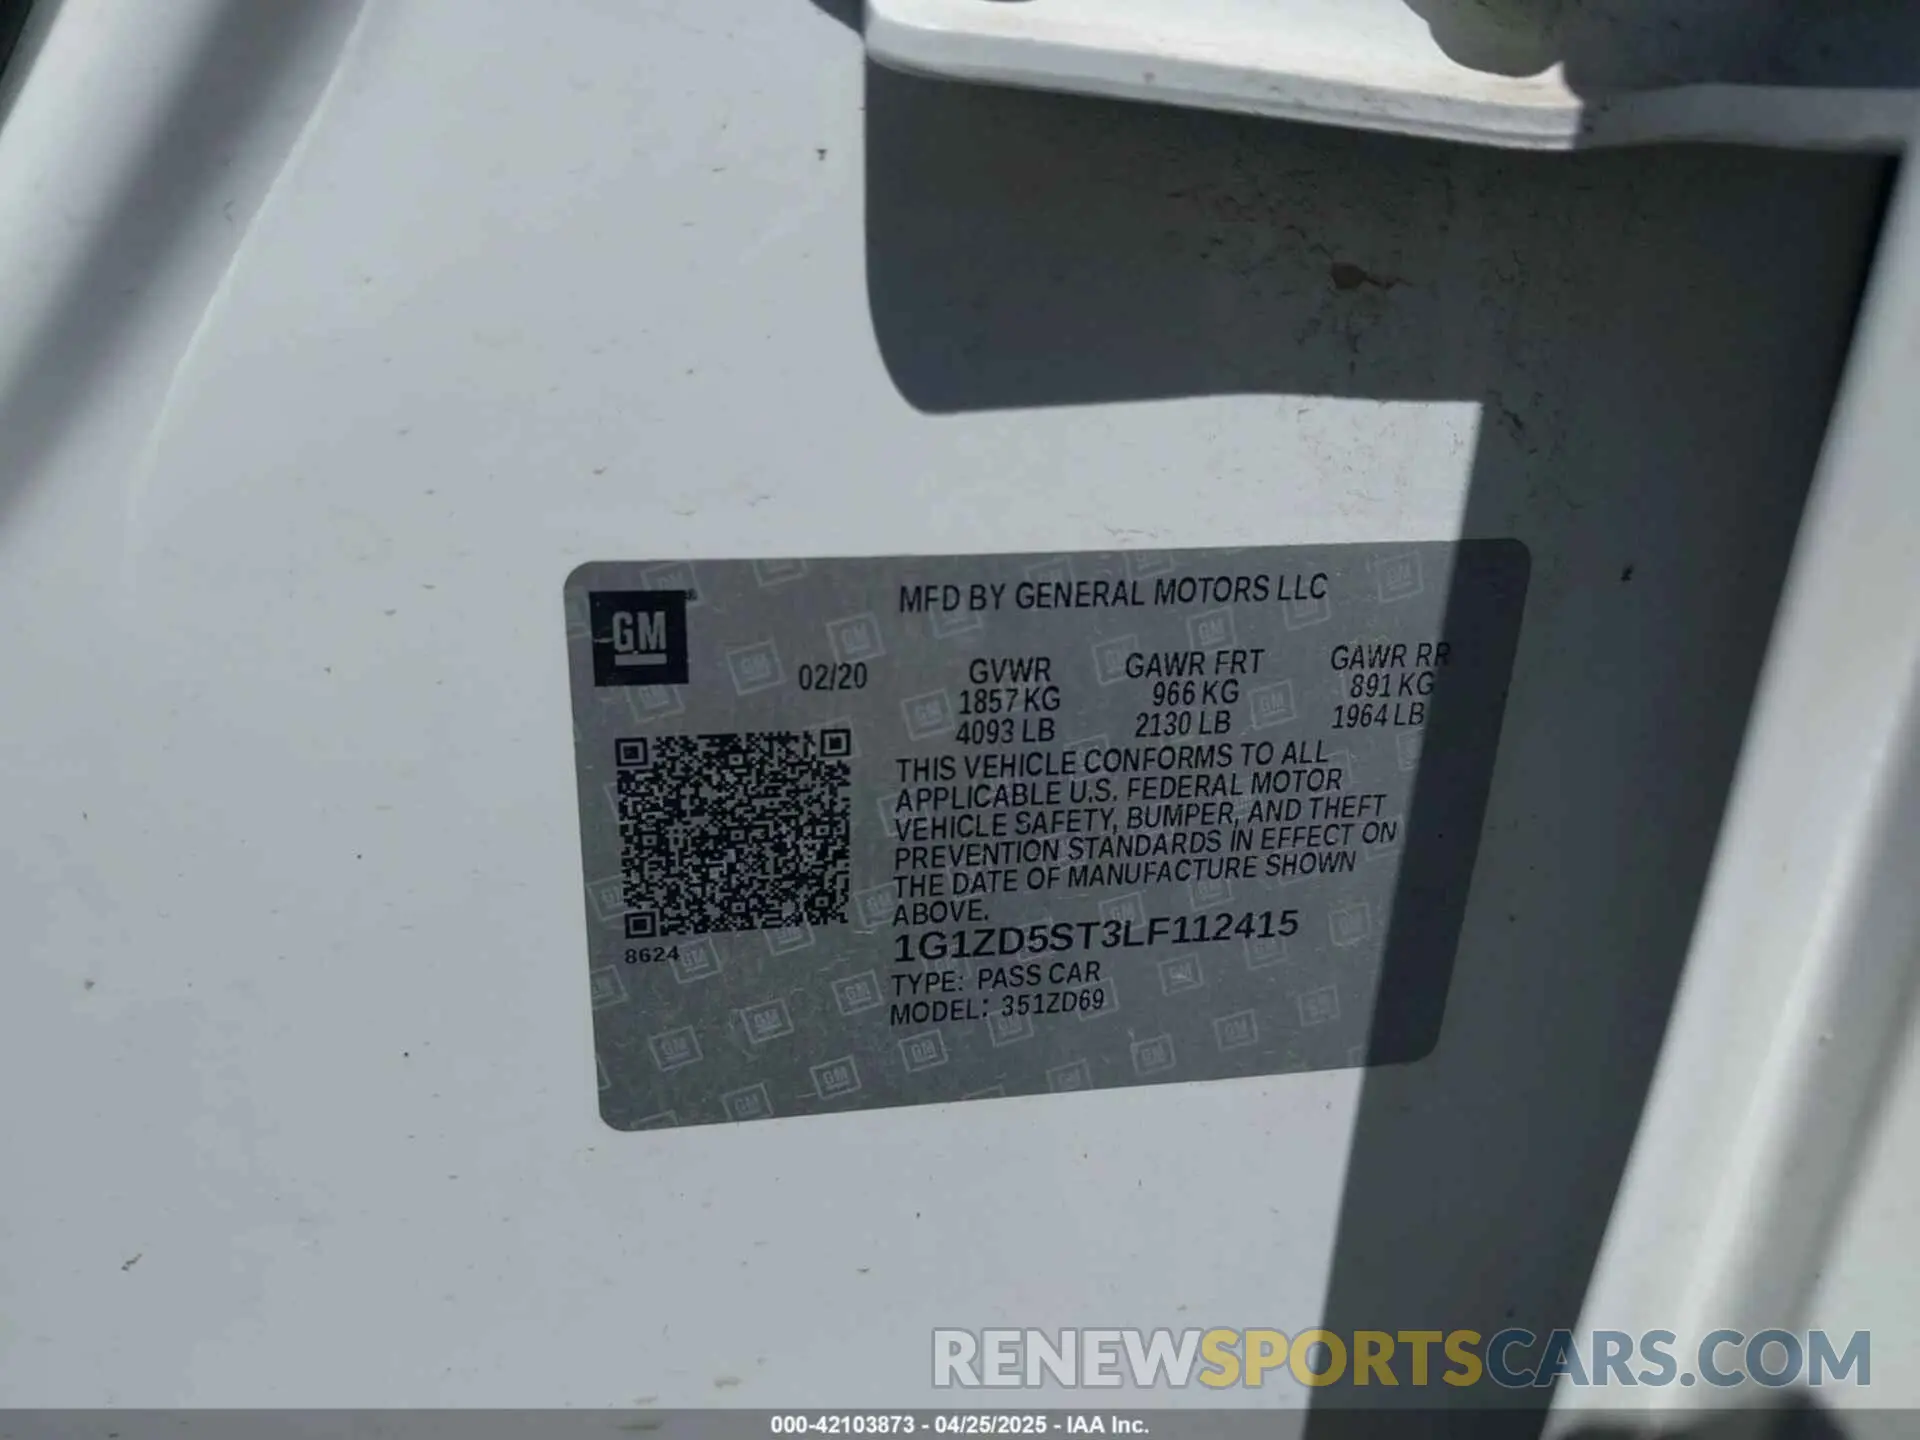 GM
MFD BY GENERAL MOTORS LLC
02/20 GVWR GAWR FRT GAWR RR
1857 KG 966 KG 891 KG
4093 LB 2130 LB 1964 LB
THIS VEHICLE CONFORMS TO ALL
APPLICABLE U.S. FEDERAL MOTOR
VEHICLE SAFETY, BUMPER, AND THEFT
PREVENTION STANDARDS IN EFFECT ON
THE DATE OF MANUFACTURE SHOWN
ABOVE.
1G1ZD5ST3LF112415
8624
TYPE: PASS CAR
MODEL: 351ZD69
RENEWSPORTSCARS.COM
000-42103873 - 04/25/2025 - IAA Inc.